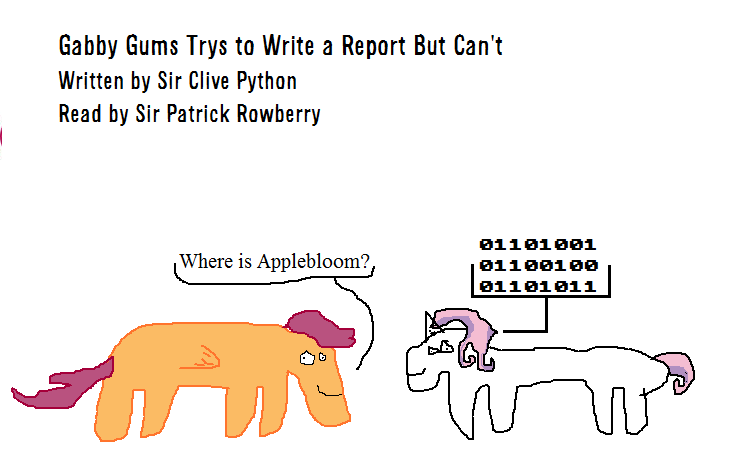 Gabby Gums Trys to Write a Report But Can't
Written by Sir Clive Python
Read by Sir Patrick Rowberry
Where is Applebloom?
01101001
01100100
01101011